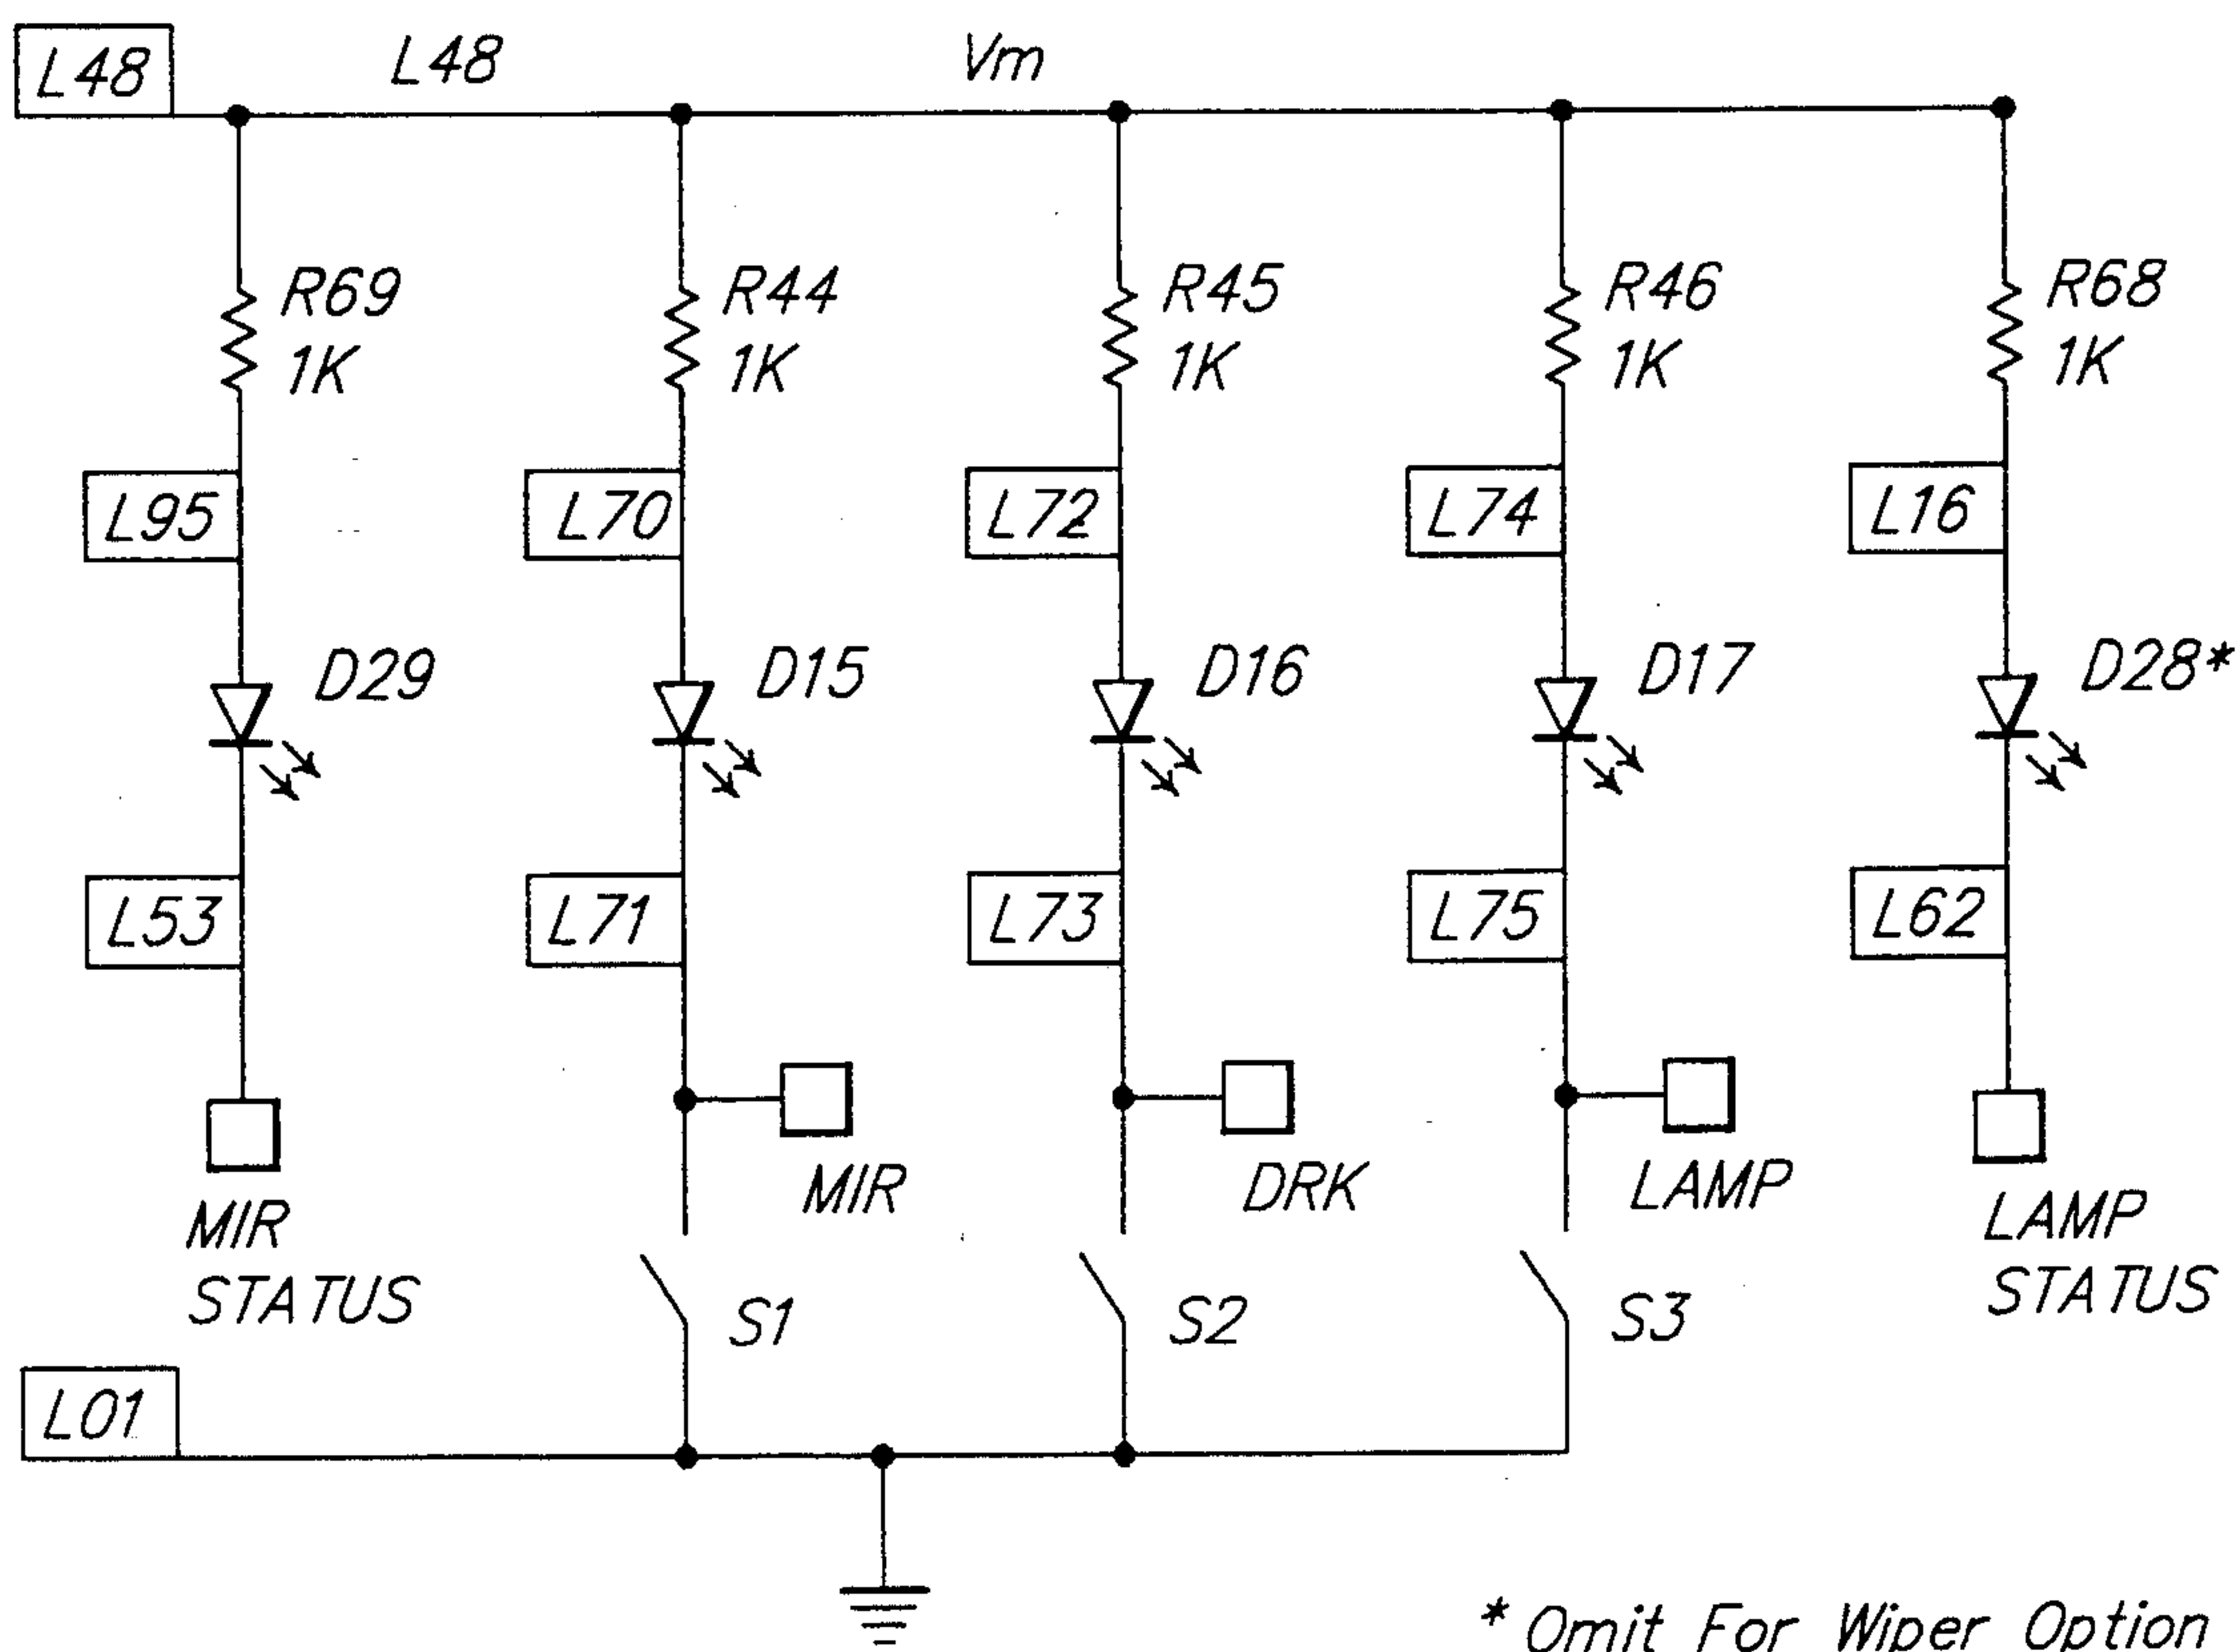 L48
L48
Vm
R69
1K
R44
1K
R45
1K
R46
1K
R68
1K
L95
L70
L72
L74
L16
D29
D15
D16
D17
D28*
L53
L71
L73
L75
L62
MIR
STATUS
MIR
DRK
LAMP
LAMP
STATUS
S1
S2
S3
L01
* Omit For Wiper Option